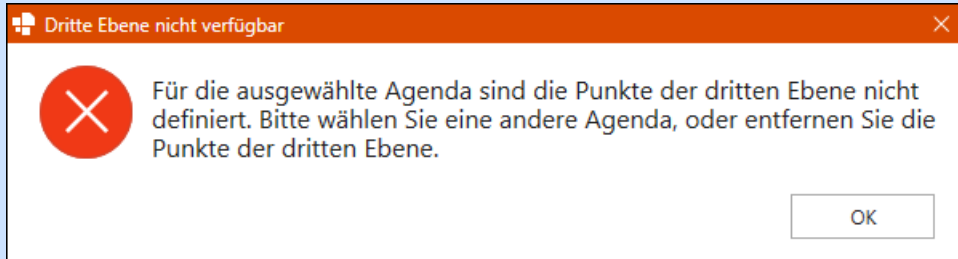 Dritte Ebene nicht verfügbar
Für die ausgewählte Agenda sind die Punkte der dritten Ebene nicht
definiert. Bitte wählen Sie eine andere Agenda, oder entfernen Sie die
Punkte der dritten Ebene.
OK